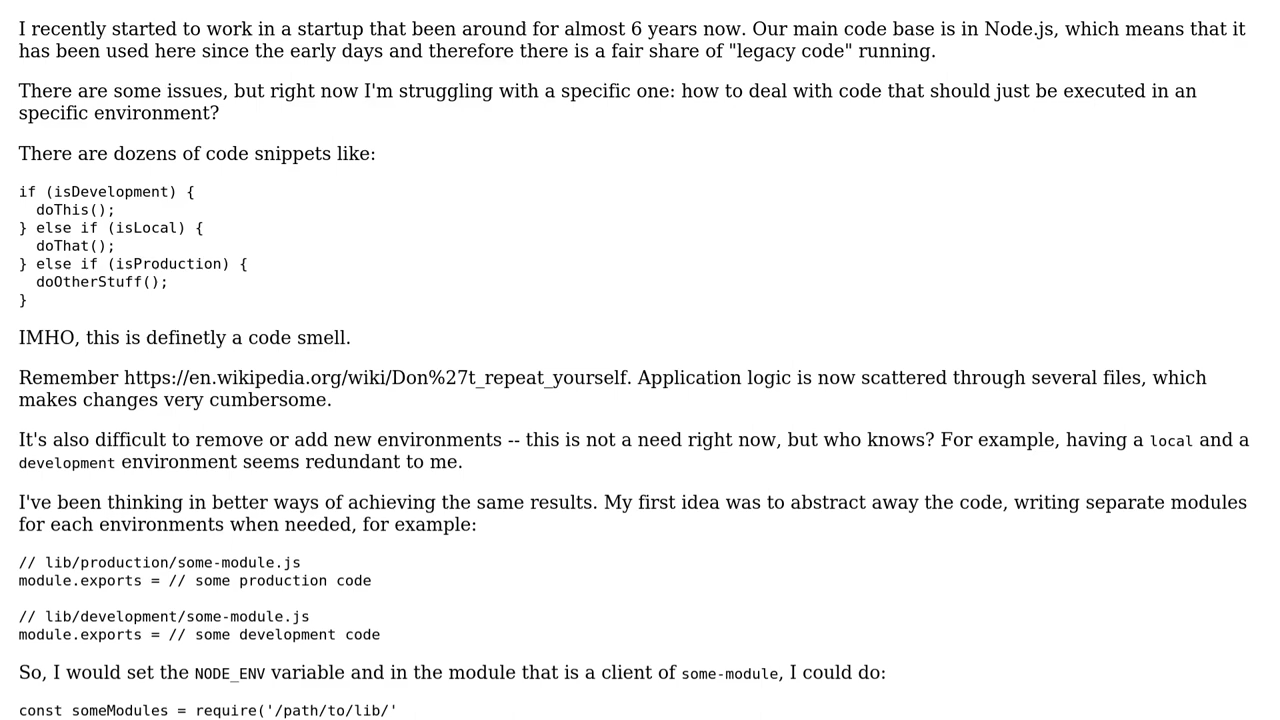 I recently started to work in a startup that been around for almost 6 years now. Our main code base is in Node.js, which means that it
has been used here since the early days and therefore there is a fair share of "legacy code" running.
There are some issues, but right now I'm struggling with a specific one: how to deal with code that should just be executed in an
specific environment?
There are dozens of code snippets like:
if (isDevelopment) {
  doThis();
} else if (isLocal) {
  doThat();
} else if (isProduction) {
  doOtherStuff();
}
IMHO, this is definetly a code smell.
Remember https://en.wikipedia.org/wiki/Don%27t_repeat_yourself. Application logic is now scattered through several files, which
makes changes very cumbersome.
It's also difficult to remove or add new environments -- this is not a need right now, but who knows? For example, having a local and a
development environment seems redundant to me.
I've been thinking in better ways of achieving the same results. My first idea was to abstract away the code, writing separate modules
for each environments when needed, for example:
// lib/production/some-module.js
module.exports = // some production code
// lib/development/some-module.js
module.exports = // some development code
So, I would set the NODE_ENV variable and in the module that is a client of some-module, I could do:
const someModules = require('/path/to/lib/'